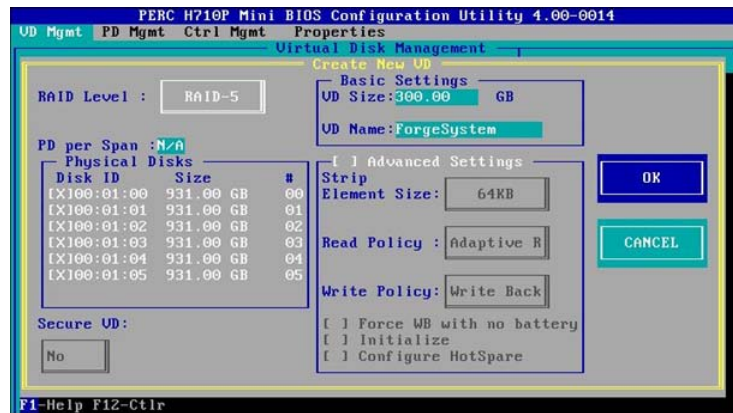 PERC H710P Mini BIOS Configuration Utility 4.00-0014
VD Mgmt PD Mgmt Ctrl Mgmt Properties
Virtual Disk Management
Create New VD
RAID Level : RAID-5
Basic Settings
VD Size:300.00 GB
VD Name:ForgeSystem
PD per Span :N/A
Physical Disks
Disk ID Size #
[X]00:01:00 931.00 GB 00
[X]00:01:01 931.00 GB 01
[X]00:01:02 931.00 GB 02
[X]00:01:03 931.00 GB 03
[X]00:01:04 931.00 GB 04
[X]00:01:05 931.00 GB 05
Secure VD:
No
[ ] Advanced Settings
Strip
Element Size: 64KB
Read Policy : Adaptive R
Write Policy: Write Back
[ ] Force WB with no battery
[ ] Initialize
[ ] Configure HotSpare
OK
CANCEL
F1-Help F12-Ctlr